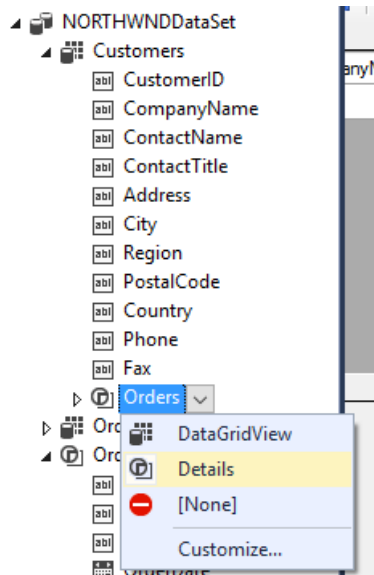 NORTHWNDDataSet
Customers
CustomerID
CompanyName
ContactName
ContactTitle
Address
City
Region
PostalCode
Country
Phone
Fax
Orders
DataGridView
Details
[None]
Customize...